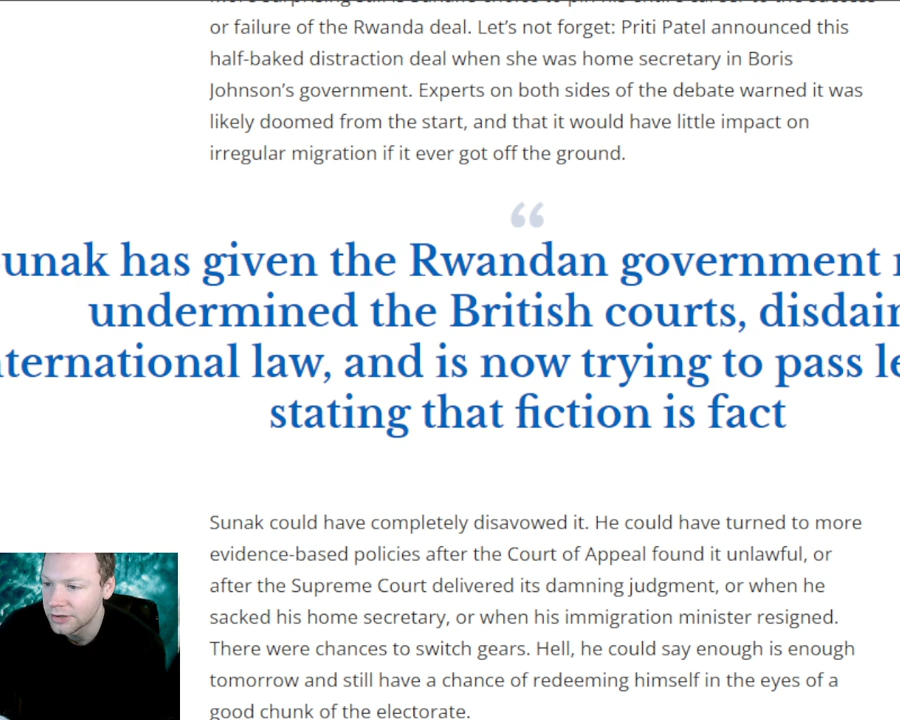 or failure of the Rwanda deal. Let's not forget: Priti Patel announced this
half-baked distraction deal when she was home secretary in Boris
Johnson's government. Experts on both sides of the debate warned it was
likely doomed from the start, and that it would have little impact on
irregular migration if it ever got off the ground.
“
unak has given the Rwandan government
undermined the British courts, disdain
nternational law, and is now trying to pass le
stating that fiction is fact
Sunak could have completely disavowed it. He could have turned to more
evidence-based policies after the Court of Appeal found it unlawful, or
after the Supreme Court delivered its damning judgment, or when he
sacked his home secretary, or when his immigration minister resigned.
There were chances to switch gears. Hell, he could say enough is enough
tomorrow and still have a chance of redeeming himself in the eyes of a
good chunk of the electorate.